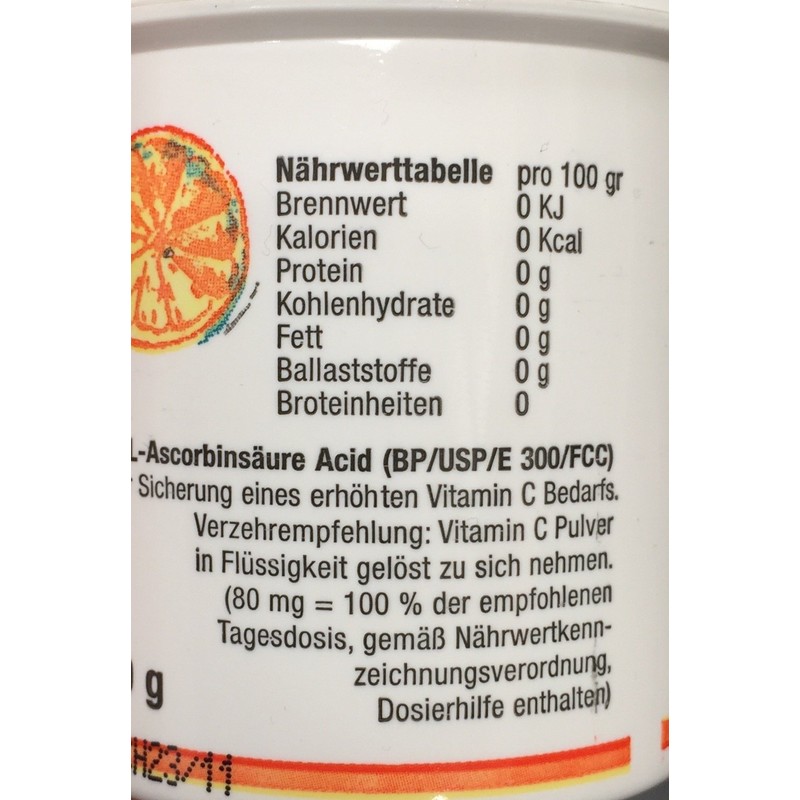 Nährwerttabelle pro 100 gr
Brennwert 0 KJ
Kalorien 0 Kcal
Protein 0 g
Kohlenhydrate 0 g
Fett 0 g
Ballaststoffe 0 g
Broteinheiten 0
L-Ascorbinsäure Acid (BP/USP/E 300/FCC)
Sicherung eines erhöhten Vitamin C Bedarfs.
Verzehrempfehlung: Vitamin C Pulver
in Flüssigkeit gelöst zu sich nehmen.
(80 mg = 100 % der empfohlenen
Tagesdosis, gemäß Nährwertkenn-
zeichnungsverordnung,
Dosierhilfe enthalten)
g
H23/11